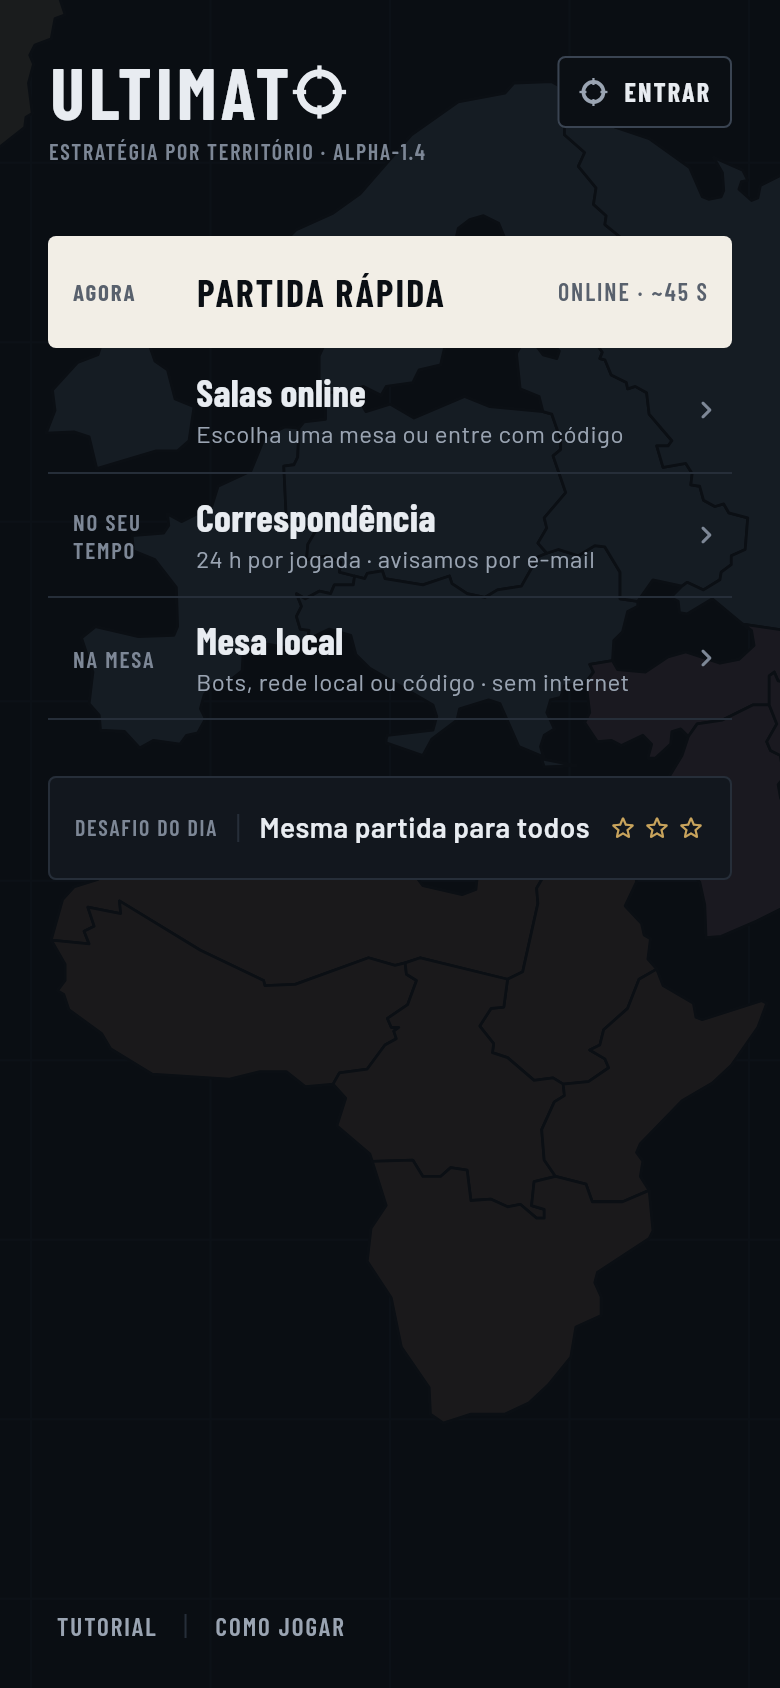 ULTIMATO
ENTRAR
ESTRATÉGIA POR TERRITÓRIO · ALPHA-1.4
AGORA
PARTIDA RÁPIDA
ONLINE · ~45 S
Salas online
Escolha uma mesa ou entre com código
NO SEU
TEMPO
Correspondência
24 h por jogada · avisamos por e-mail
NA MESA
Mesa local
Bots, rede local ou código · sem internet
DESAFIO DO DIA
Mesma partida para todos
TUTORIAL
COMO JOGAR